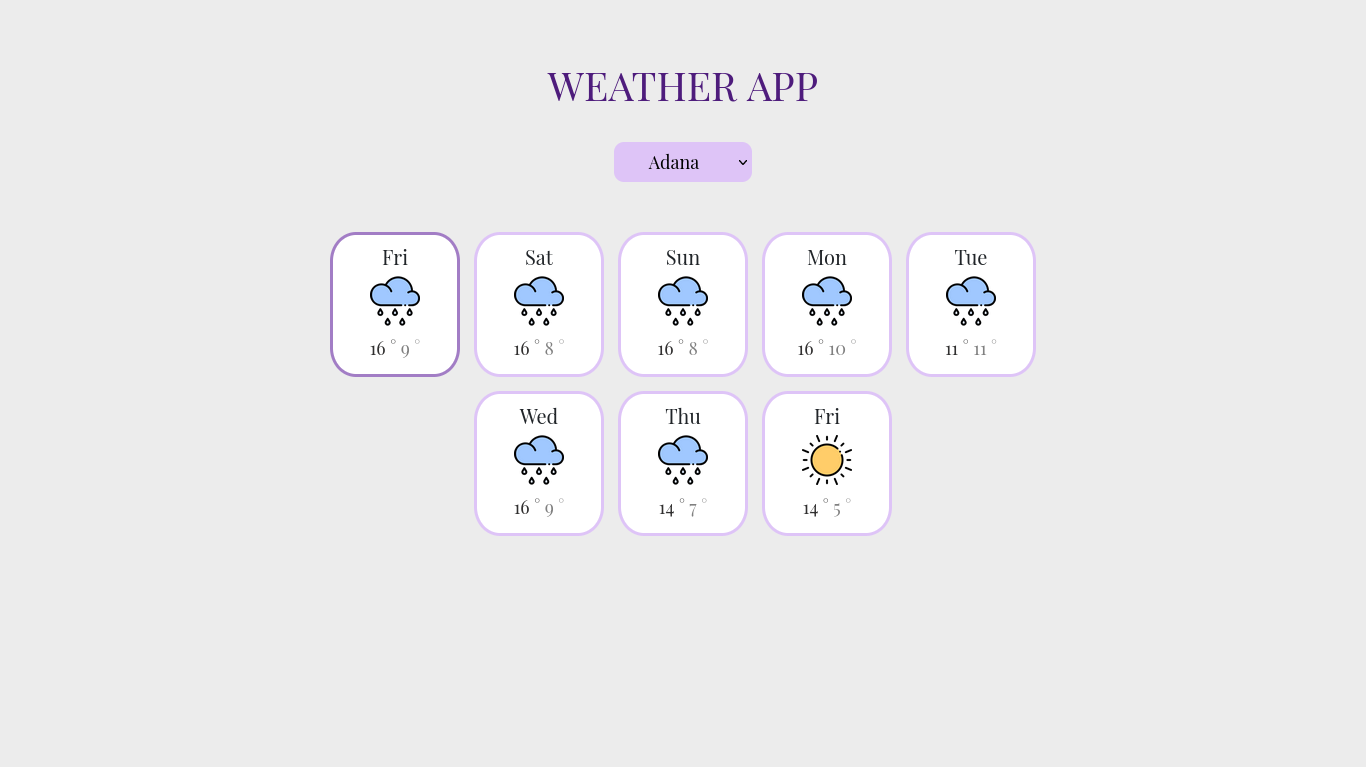 WEATHER APP
Adana
Fri Sat Sun Mon Tue
16 ° 9 ° 16 ° 8 ° 16 ° 8 ° 16 ° 10 ° 11 ° 11 °
Wed Thu Fri
16 ° 9 ° 14 ° 7 ° 14 ° 5 °